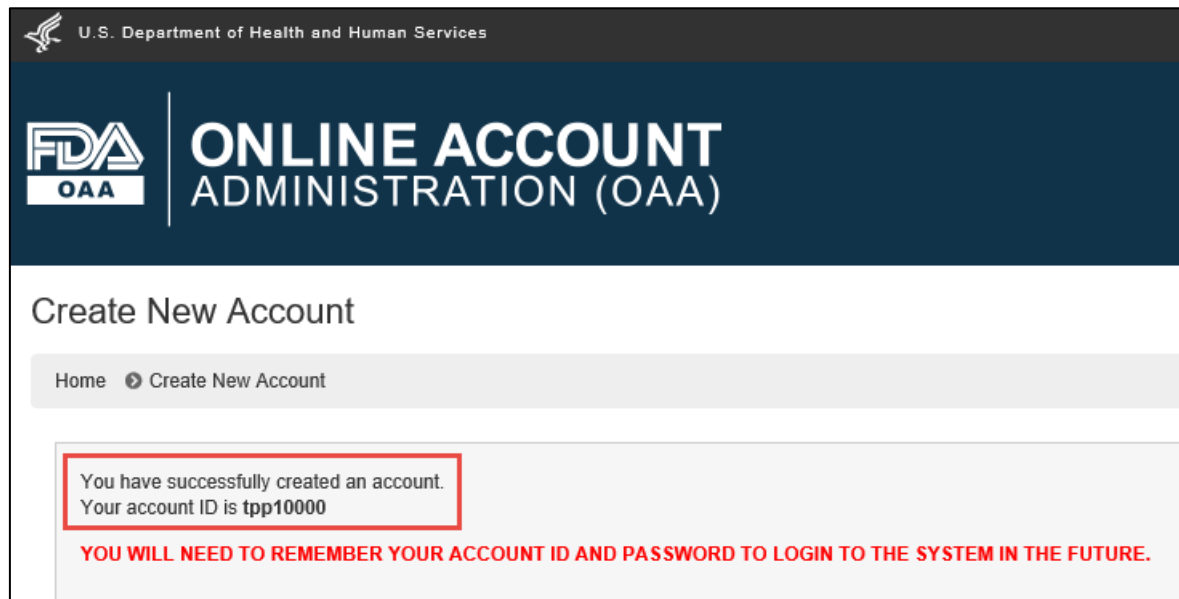 U.S. Department of Health and Human Services
FDA
OAA
ONLINE ACCOUNT
ADMINISTRATION (OAA)
Create New Account
Home Create New Account
You have successfully created an account.
Your account ID is tpp10000
YOU WILL NEED TO REMEMBER YOUR ACCOUNT ID AND PASSWORD TO LOGIN TO THE SYSTEM IN THE FUTURE.